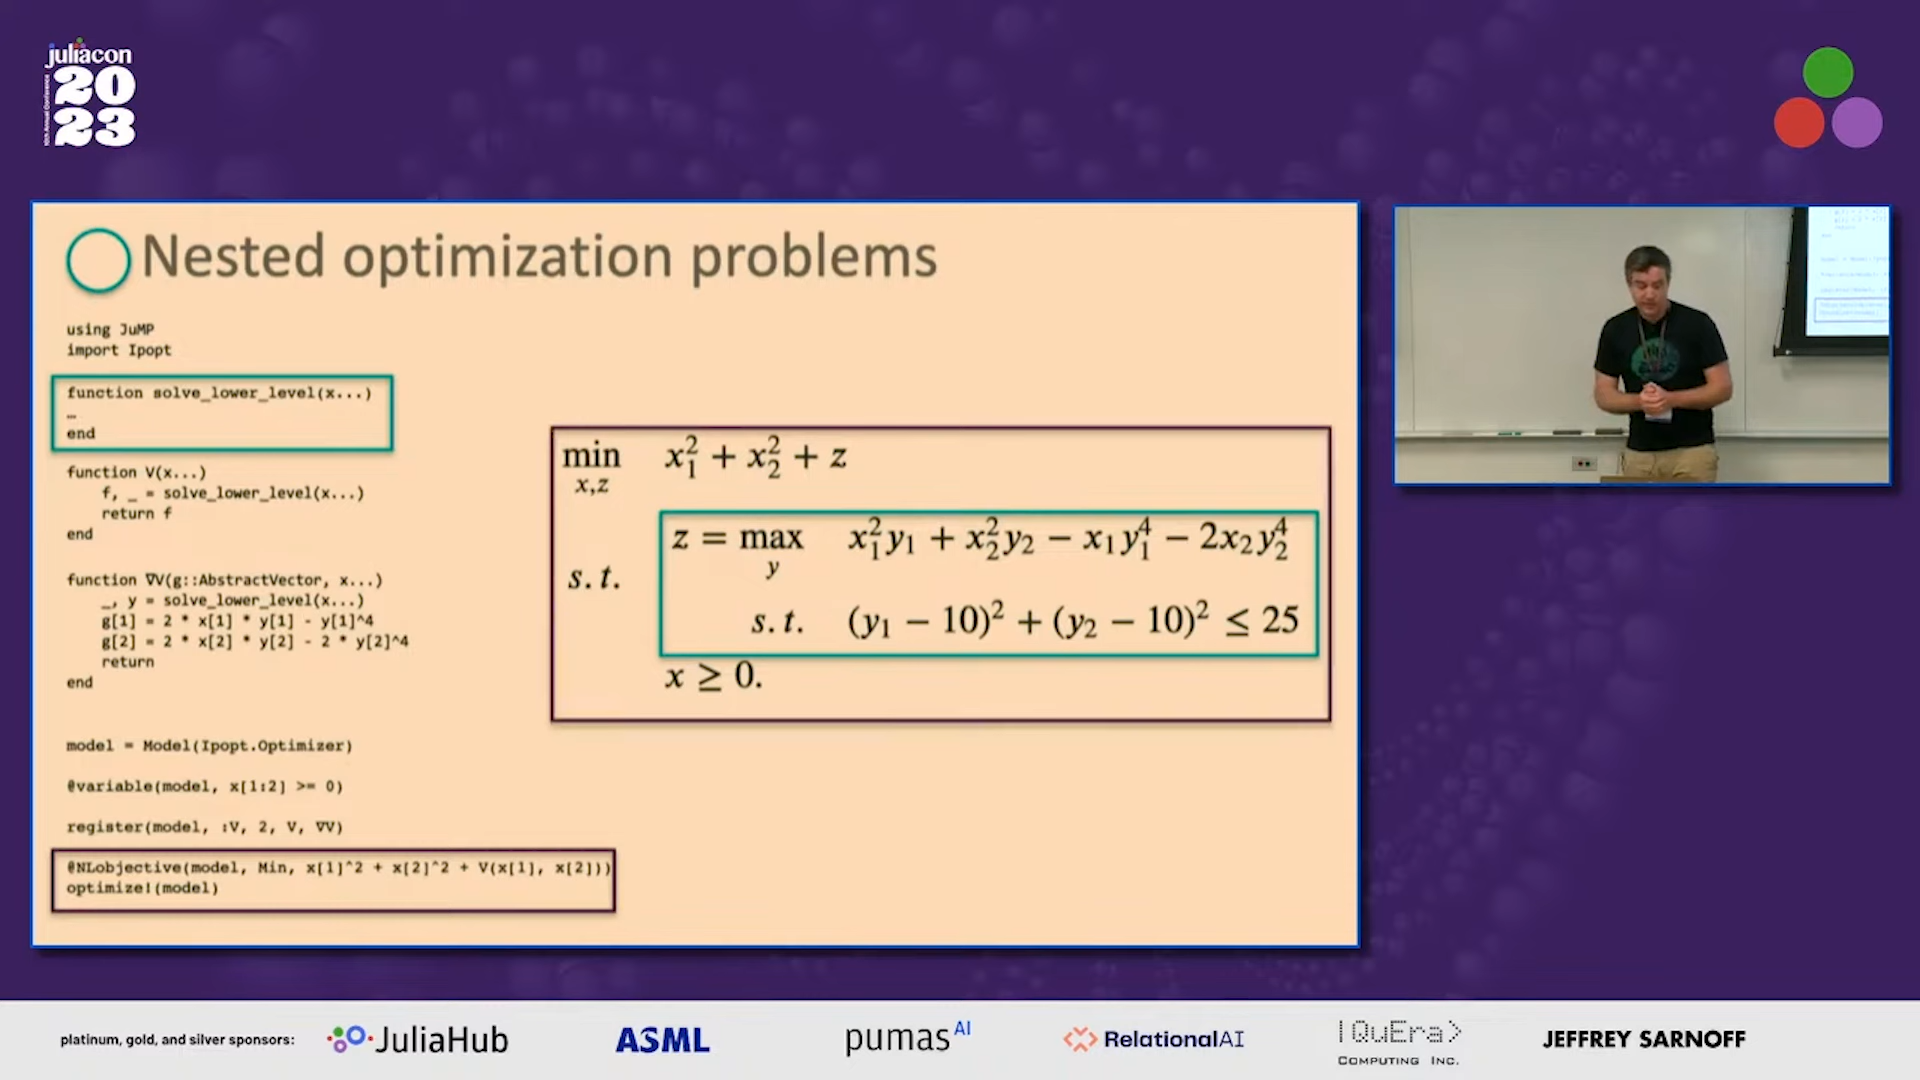 juliacon
20
23
Nested optimization problems
using JuMP
import Ipopt
function solve_lower_level(x...)
…
end
function V(x...)
f, _ = solve_lower_level(x...)
return f
end
function ∇V(g::AbstractVector, x...)
_, y = solve_lower_level(x...)
g[1] = 2 * x[1] * y[1] - y[1]^4
g[2] = 2 * x[2] * y[2] - 2 * y[2]^4
return
end
model = Model(Ipopt.Optimizer)
@variable(model, x[1:2] >= 0)
register(model, :V, 2, V, ∇V)
@NLobjective(model, Min, x[1]^2 + x[2]^2 + V(x[1], x[2]))
optimize!(model)
min x₁² + x₂² + z
x,z
z = max x₁²y₁ + x₂²y₂ − x₁y₁⁴ − 2x₂y₂⁴
y
s.t.
s.t. (y₁ − 10)² + (y₂ − 10)² ≤ 25
x ≥ 0.
platinum, gold, and silver sponsors: JuliaHub ASML pumasAI RelationalAI |QuEra> COMPUTING INC. JEFFREY SARNOFF